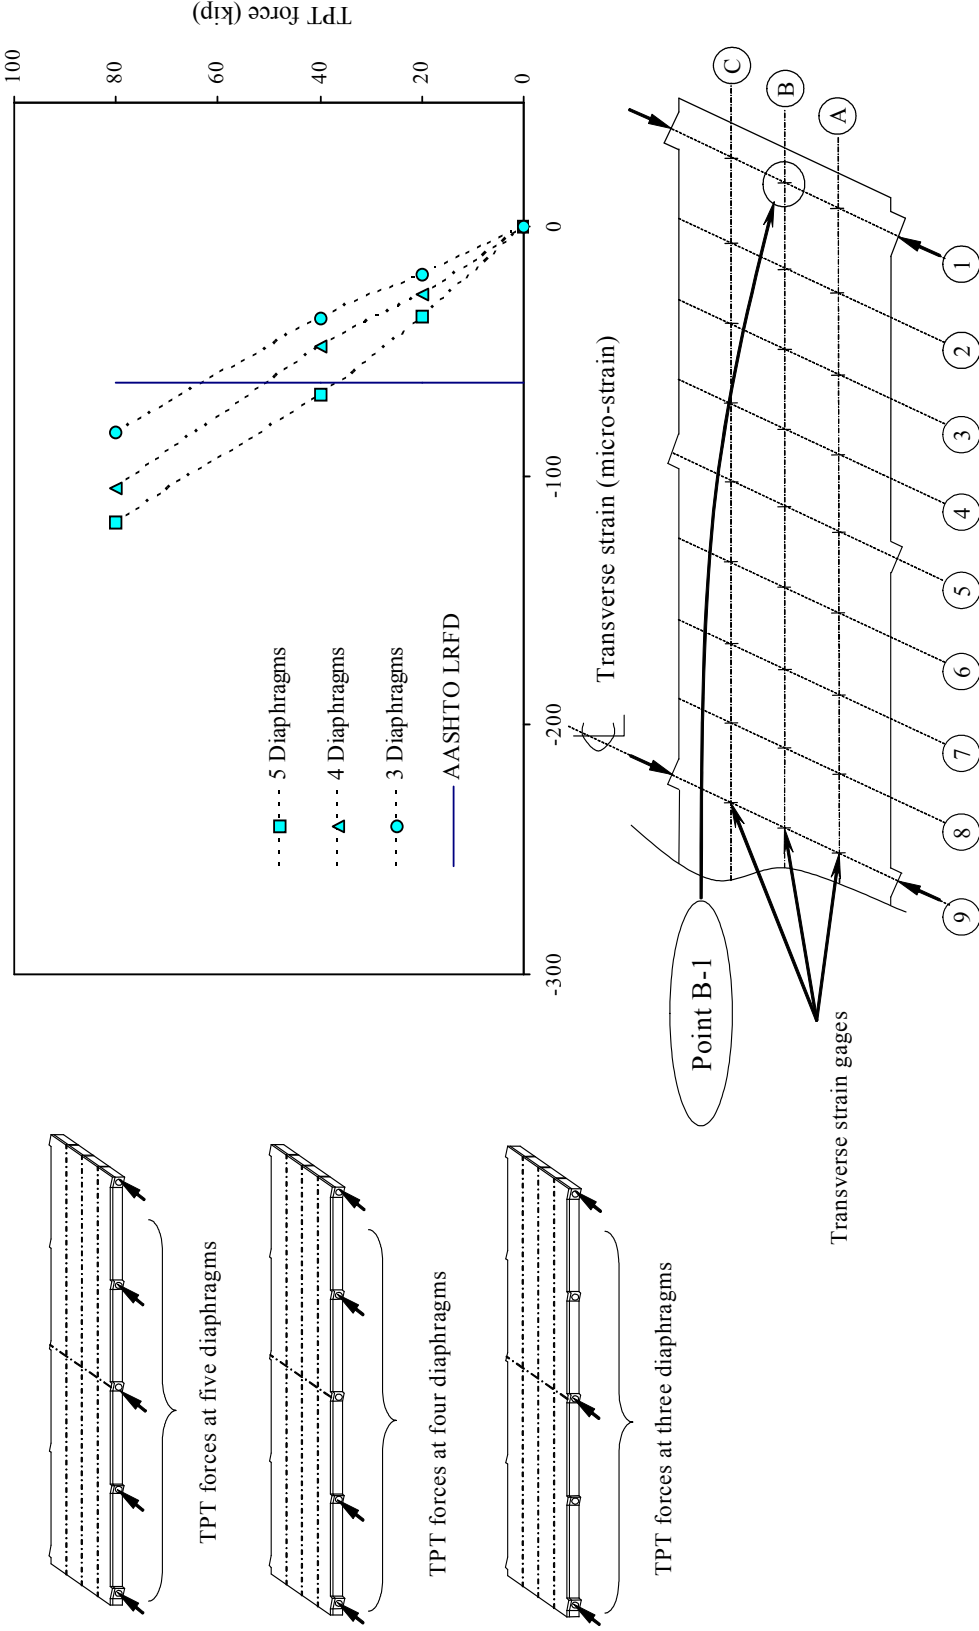 TPT forces at five diaphragms
TPT forces at four diaphragms
TPT forces at three diaphragms
TPT force (kip)
100
80
60
40
20
0
-300
-200
-100
0
Transverse strain (micro-strain)
5 Diaphragms
4 Diaphragms
3 Diaphragms
AASHTO LRFD
Point B-1
Transverse strain gages
C
B
A
9
8
7
6
5
4
3
2
1